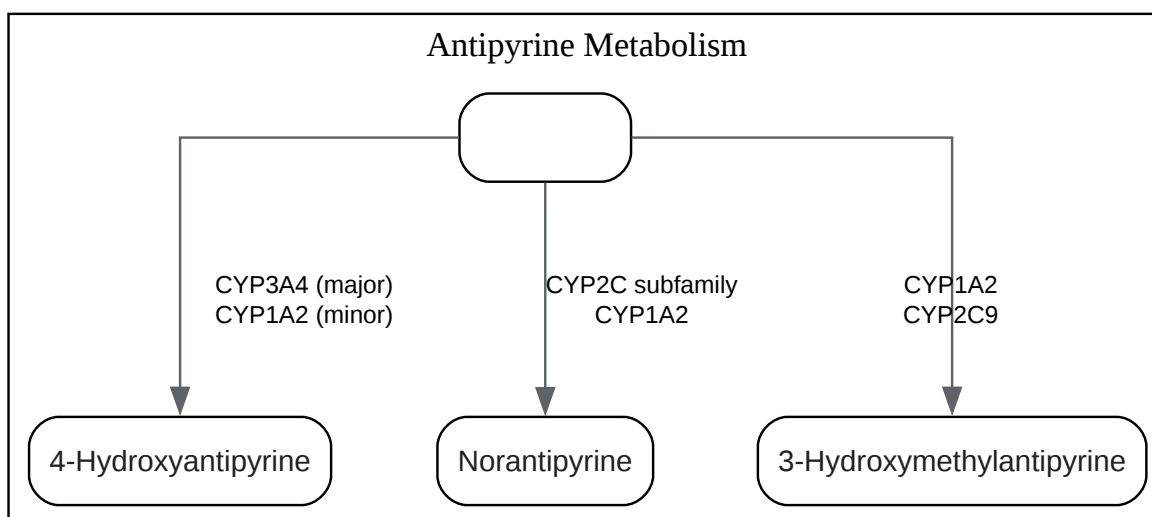 Antipyrine Metabolism
CYP3A4 (major)
CYP1A2 (minor)
CYP2C subfamily
CYP1A2
CYP1A2
CYP2C9
4-Hydroxyantipyrine
Norantipyrine
3-Hydroxymethylantipyrine